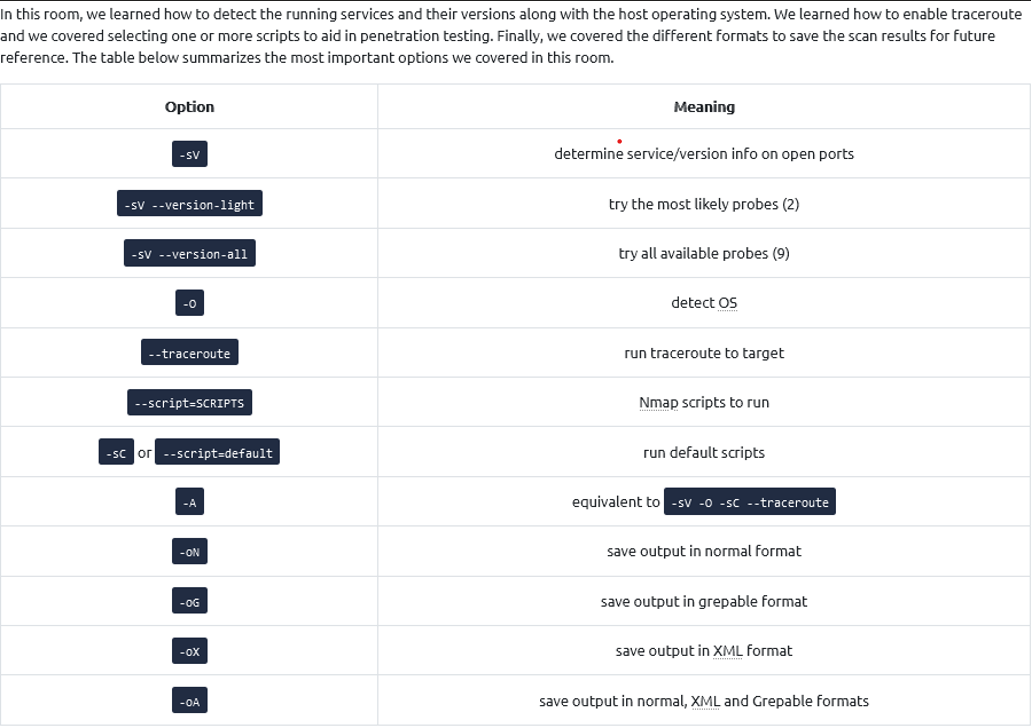 In this room, we learned how to detect the running services and their versions along with the host operating system. We learned how to enable traceroute
and we covered selecting one or more scripts to aid in penetration testing. Finally, we covered the different formats to save the scan results for future
reference. The table below summarizes the most important options we covered in this room.
Option Meaning
-sV determine service/version info on open ports
-sV --version-light try the most likely probes (2)
-sV --version-all try all available probes (9)
-O detect OS
--traceroute run traceroute to target
--script=SCRIPTS Nmap scripts to run
-sC or --script=default run default scripts
-A equivalent to -sV -O -sC --traceroute
-oN save output in normal format
-oG save output in grepable format
-oX save output in XML format
-oA save output in normal, XML and Grepable formats